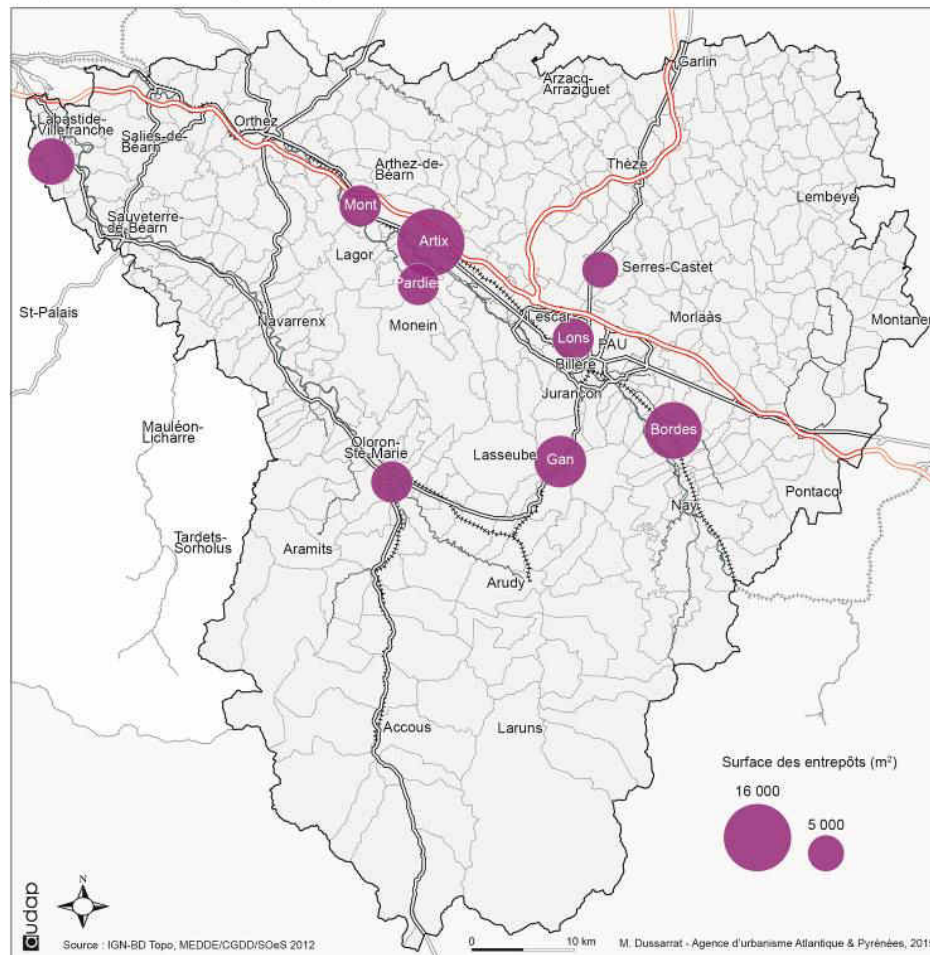 Garlin
Arzacq-
Arraziguet
Labastide-
Villefranche
Salies-de-
Béarn
Orthez
Arthez-de-
Béarn
Thèze
Lembeye
Mont
Sauveterre-
de-Béarn
Artix
Lagor
Pardies
Serres-Castet
St-Palais
Navarrenx
Monein
Lescar
Morlaàs
Montaner
Lons
PAU
Billère
Jurançon
Mauléon-
Licharre
Oloron-
Ste-Marie
Lasseube
Gan
Bordes
Nay
Pontacq
Tardets-
Sorholus
Aramits
Arudy
Accous
Laruns
Surface des entrepôts (m²)
16 000
5 000
N
audap
Source : IGN-BD Topo, MEDDE/CGDD/SOeS 2012
0 10 km
M. Dussarrat - Agence d'urbanisme Atlantique & Pyrénées, 2015